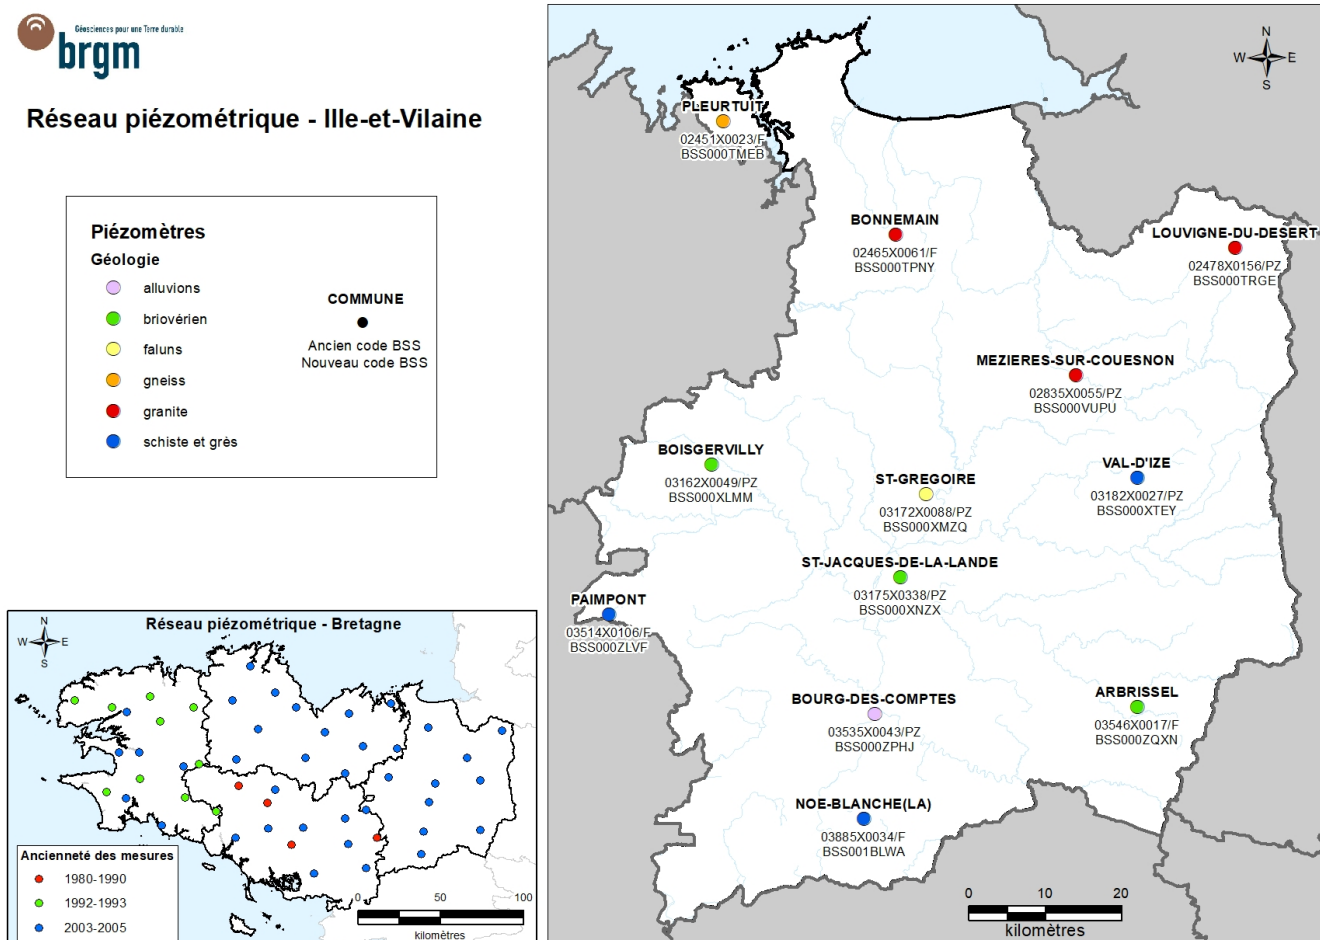 Géosciences pour une Terre durable
brgm
Réseau piézométrique - Ille-et-Vilaine
Piézomètres
Géologie
alluvions
briovérien
faluns
gneiss
granite
schiste et grès
COMMUNE
Ancien code BSS
Nouveau code BSS
Réseau piézométrique - Bretagne
N
W
E
S
Ancienneté des mesures
1980-1990
1992-1993
2003-2005
0
50
100
kilomètres
N
W
E
S
PLEURTUIT
02451X0023/F
BSS000TMEB
BONNEMAIN
02465X0061/F
BSS000TPNY
LOUVIGNE-DU-DESERT
02478X0156/PZ
BSS000TRGE
MEZIERES-SUR-COUESNON
02835X0055/PZ
BSS000VUPU
BOISGERVILLY
03162X0049/PZ
BSS000XLMM
ST-GREGOIRE
03172X0088/PZ
BSS000XMZQ
VAL-D'IZE
03182X0027/PZ
BSS000XTEY
ST-JACQUES-DE-LA-LANDE
03175X0338/PZ
BSS000XNZX
PAIMPONT
03514X0106/F
BSS000ZLVF
BOURG-DES-COMPTES
03535X0043/PZ
BSS000ZPHJ
ARBRISSEL
03546X0017/F
BSS000ZQXN
NOE-BLANCHE(LA)
03885X0034/F
BSS001BLWA
0
10
20
kilomètres